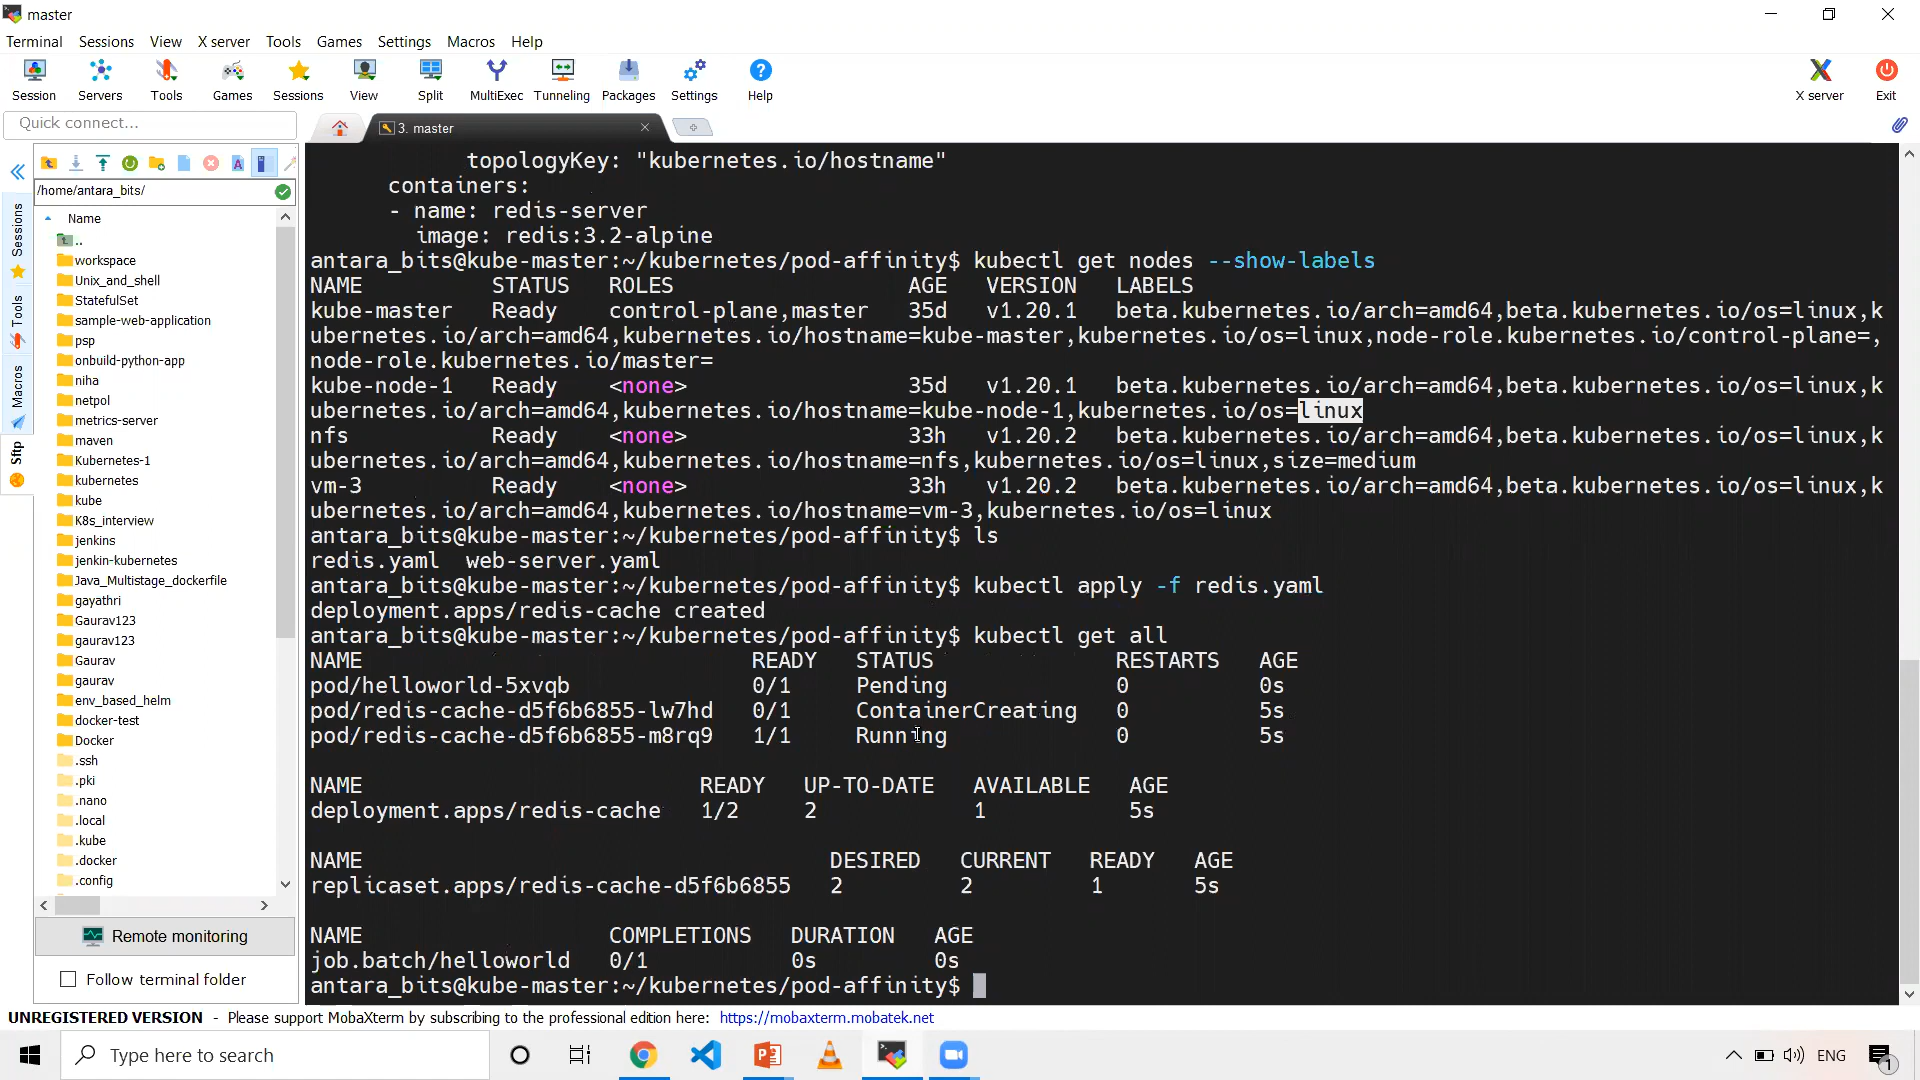 master
Terminal Sessions View X server Tools Games Settings Macros Help
Session Servers Tools Games Sessions View Split MultiExec Tunneling Packages Settings Help X server Exit
Quick connect...
3. master
/home/antara_bits/
Name
..
workspace
Unix_and_shell
StatefulSet
sample-web-application
psp
onbuild-python-app
niha
netpol
metrics-server
maven
Kubernetes-1
kubernetes
kube
K8s_interview
jenkins
jenkin-kubernetes
Java_Multistage_dockerfile
gayathri
Gaurav123
gaurav123
Gaurav
gaurav
env_based_helm
docker-test
Docker
.ssh
.pki
.nano
.local
.kube
.docker
.config
Sessions
Tools
Macros
Sftp
Remote monitoring
Follow terminal folder
topologyKey: "kubernetes.io/hostname"
containers:
- name: redis-server
image: redis:3.2-alpine
antara_bits@kube-master:~/kubernetes/pod-affinity$ kubectl get nodes --show-labels
NAME STATUS ROLES AGE VERSION LABELS
kube-master Ready control-plane,master 35d v1.20.1 beta.kubernetes.io/arch=amd64,beta.kubernetes.io/os=linux,k
ubernetes.io/arch=amd64,kubernetes.io/hostname=kube-master,kubernetes.io/os=linux,node-role.kubernetes.io/control-plane=,
node-role.kubernetes.io/master=
kube-node-1 Ready <none> 35d v1.20.1 beta.kubernetes.io/arch=amd64,beta.kubernetes.io/os=linux,k
ubernetes.io/arch=amd64,kubernetes.io/hostname=kube-node-1,kubernetes.io/os=linux
nfs Ready <none> 33h v1.20.2 beta.kubernetes.io/arch=amd64,beta.kubernetes.io/os=linux,k
ubernetes.io/arch=amd64,kubernetes.io/hostname=nfs,kubernetes.io/os=linux,size=medium
vm-3 Ready <none> 33h v1.20.2 beta.kubernetes.io/arch=amd64,beta.kubernetes.io/os=linux,k
ubernetes.io/arch=amd64,kubernetes.io/hostname=vm-3,kubernetes.io/os=linux
antara_bits@kube-master:~/kubernetes/pod-affinity$ ls
redis.yaml web-server.yaml
antara_bits@kube-master:~/kubernetes/pod-affinity$ kubectl apply -f redis.yaml
deployment.apps/redis-cache created
antara_bits@kube-master:~/kubernetes/pod-affinity$ kubectl get all
NAME READY STATUS RESTARTS AGE
pod/helloworld-5xvqb 0/1 Pending 0 0s
pod/redis-cache-d5f6b6855-lw7hd 0/1 ContainerCreating 0 5s
pod/redis-cache-d5f6b6855-m8rq9 1/1 Running 0 5s
NAME READY UP-TO-DATE AVAILABLE AGE
deployment.apps/redis-cache 1/2 2 1 5s
NAME DESIRED CURRENT READY AGE
replicaset.apps/redis-cache-d5f6b6855 2 2 1 5s
NAME COMPLETIONS DURATION AGE
job.batch/helloworld 0/1 0s 0s
antara_bits@kube-master:~/kubernetes/pod-affinity$
UNREGISTERED VERSION - Please support MobaXterm by subscribing to the professional edition here: https://mobaxterm.mobatek.net
Type here to search
ENG
1